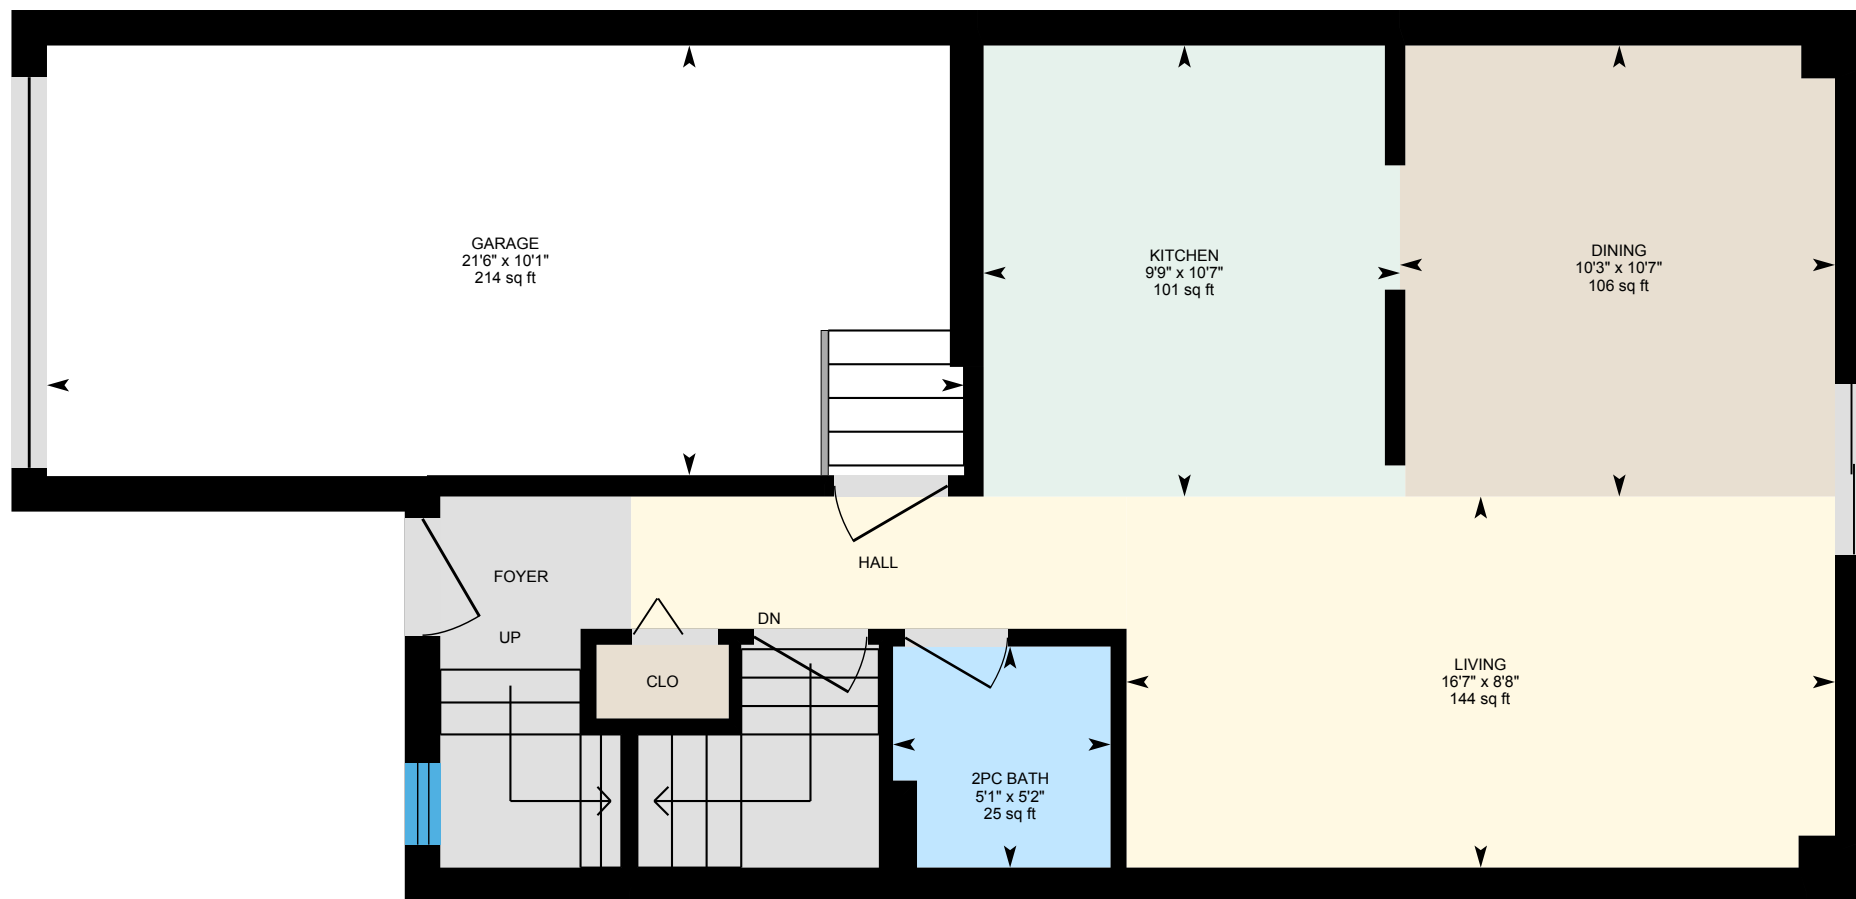 GARAGE
21'6" x 10'1"
214 sq ft
KITCHEN
9'9" x 10'7"
101 sq ft
DINING
10'3" x 10'7"
106 sq ft
FOYER
UP
HALL
DN
CLO
2PC BATH
5'1" x 5'2"
25 sq ft
LIVING
16'7" x 8'8"
144 sq ft